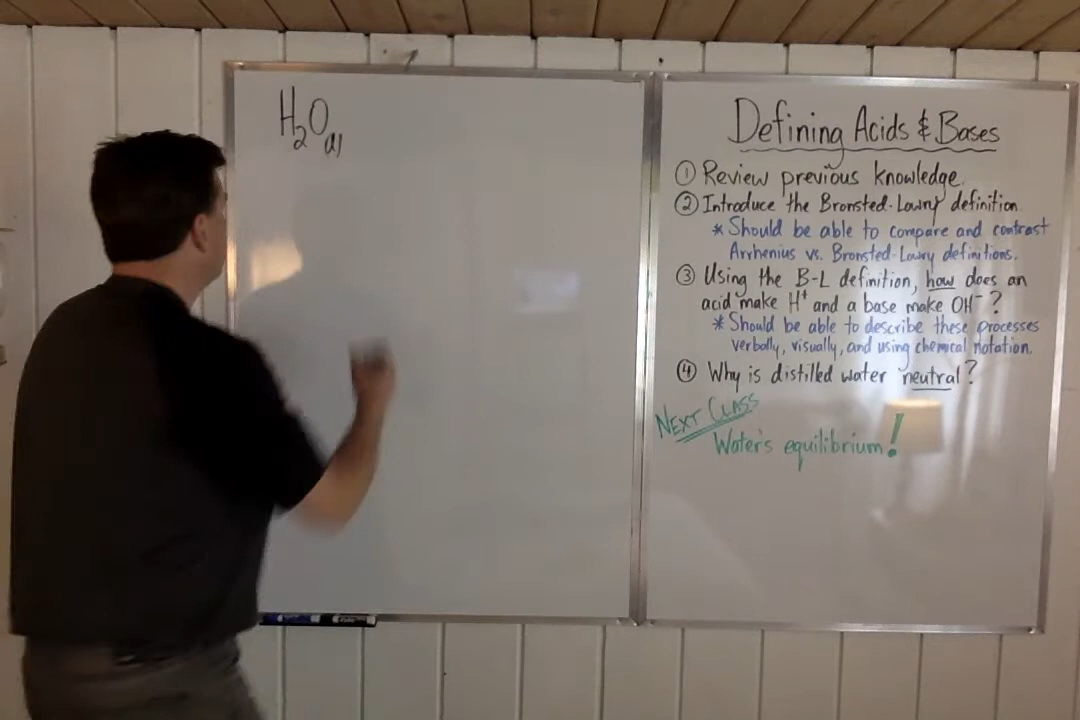 H₂O(l)
Defining Acids & Bases
① Review previous knowledge.
② Introduce the Bronsted-Lowry definition.
* Should be able to compare and contrast
Arrhenius vs. Bronsted-Lowry definitions.
③ Using the B-L definition, how does an
acid make H⁺ and a base make OH⁻?
* Should be able to describe these processes
verbally, visually, and using chemical notation.
④ Why is distilled water neutral?
NEXT CLASS
Water's equilibrium!